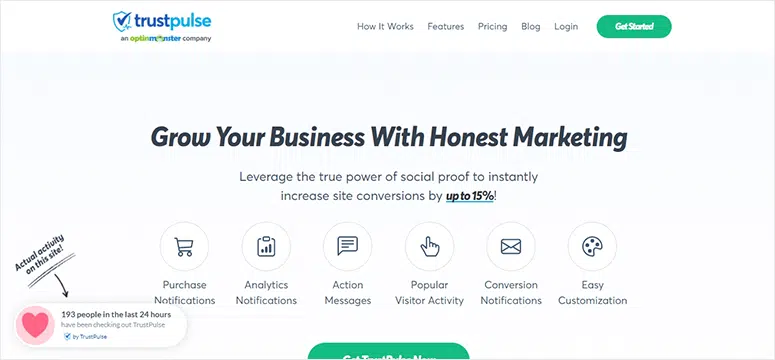 trustpulse
an optinmonster company
How It Works Features Pricing Blog Login Get Started
Grow Your Business With Honest Marketing
Leverage the true power of social proof to instantly
increase site conversions by up to 15%!
Purchase
Notifications
Analytics
Notifications
Action
Messages
Popular
Visitor Activity
Conversion
Notifications
Easy
Customization
Actual activity
on this site!
193 people in the last 24 hours
have been checking out TrustPulse
by TrustPulse
Get TrustPulse Now